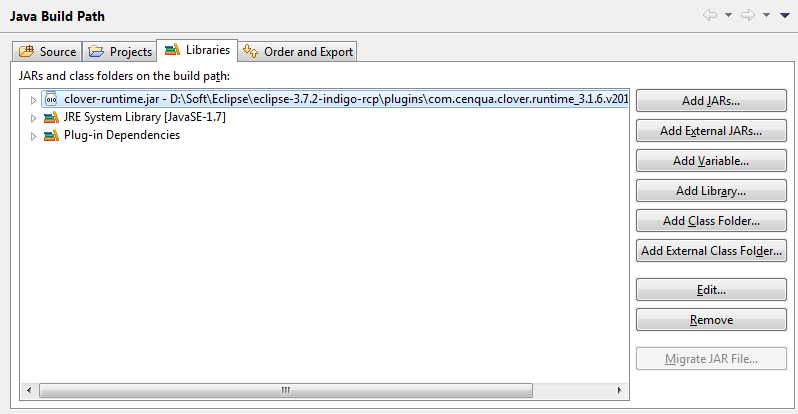 Java Build Path
Source Projects Libraries Order and Export
JARs and class folders on the build path:
clover-runtime.jar - D:\Soft\Eclipse\eclipse-3.7.2-indigo-rcp\plugins\com.cenqua.clover.runtime_3.1.6.v201
JRE System Library [JavaSE-1.7]
Plug-in Dependencies
Add JARs...
Add External JARs...
Add Variable...
Add Library...
Add Class Folder...
Add External Class Folder...
Edit...
Remove
Migrate JAR File...